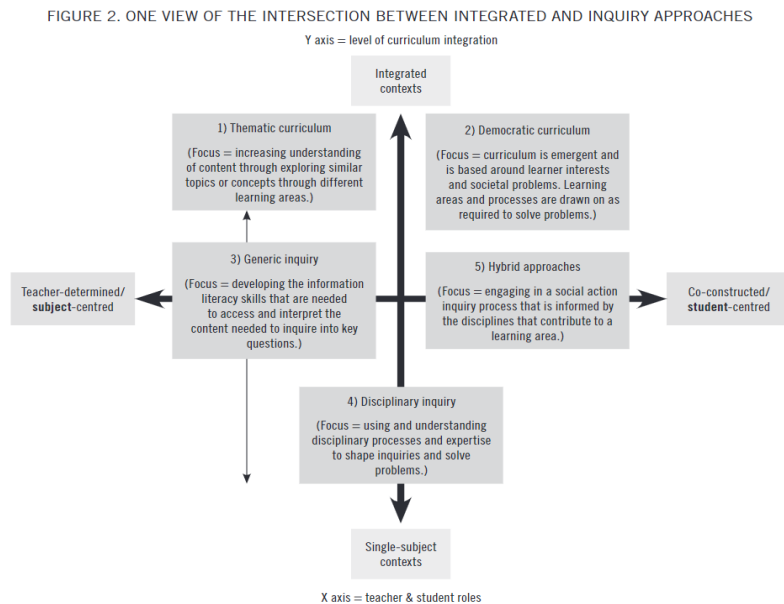 FIGURE 2. ONE VIEW OF THE INTERSECTION BETWEEN INTEGRATED AND INQUIRY APPROACHES
Y axis = level of curriculum integration
Integrated
contexts
1) Thematic curriculum
(Focus = increasing understanding
of content through exploring similar
topics or concepts through different
learning areas.)
2) Democratic curriculum
(Focus = curriculum is emergent and
is based around learner interests
and societal problems. Learning
areas and processes are drawn on as
required to solve problems.)
Teacher-determined/
subject-centred
3) Generic inquiry
(Focus = developing the information
literacy skills that are needed
to access and interpret the
content needed to inquire into key
questions.)
5) Hybrid approaches
(Focus = engaging in a social action
inquiry process that is informed by
the disciplines that contribute to a
learning area.)
Co-constructed/
student-centred
4) Disciplinary inquiry
(Focus = using and understanding
disciplinary processes and expertise
to shape inquiries and solve
problems.)
Single-subject
contexts
X axis = teacher & student roles